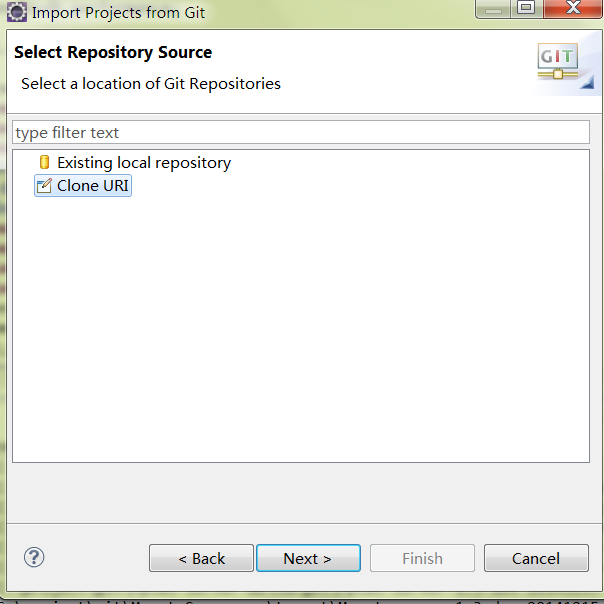 Import Projects from Git
Select Repository Source
Select a location of Git Repositories
GIT
type filter text
Existing local repository
Clone URI
?
< Back
Next >
Finish
Cancel